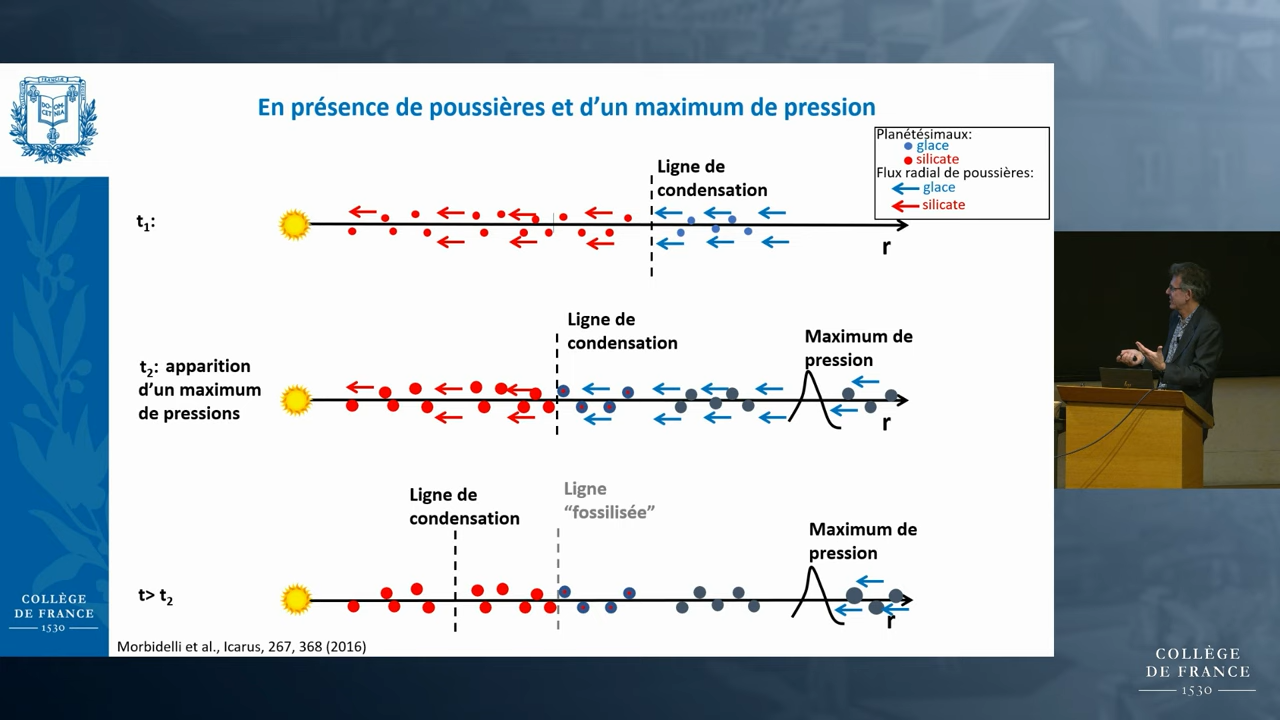 En présence de poussières et d'un maximum de pression
Planétésimaux:
glace
silicate
Flux radial de poussières:
glace
silicate
Ligne de
condensation
t1:
r
Ligne de
condensation
Maximum de
pression
t2: apparition
d'un maximum
de pressions
r
Ligne de
condensation
Ligne
“fossilisée”
Maximum de
pression
t> t2
r
Morbidelli et al., Icarus, 267, 368 (2016)
COLLÈGE
DE FRANCE
1530
COLLÈGE
DE FRANCE
1530